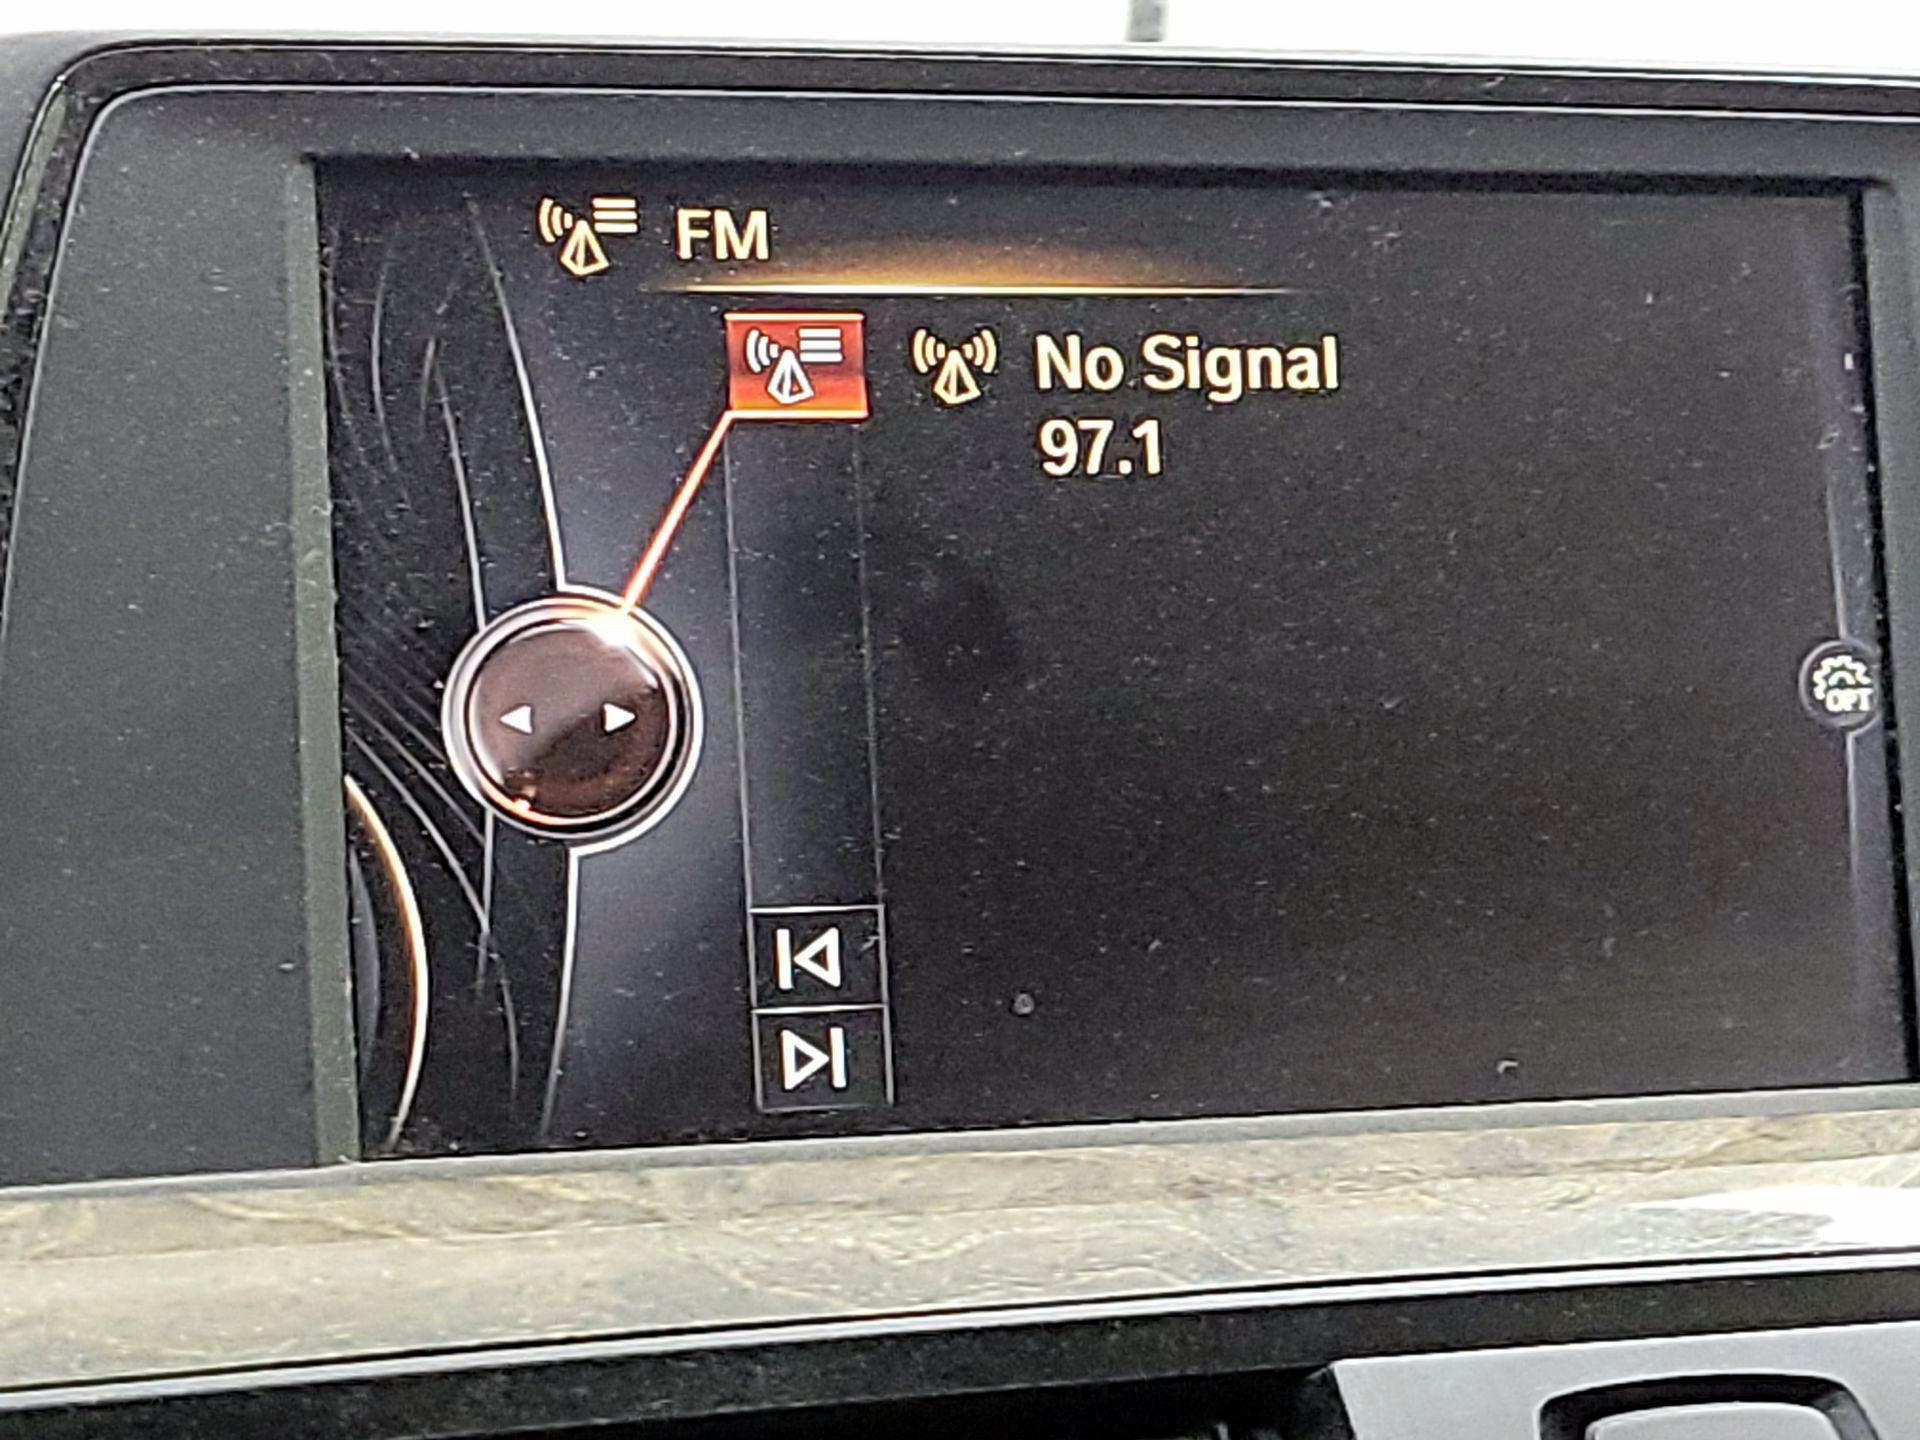 FM
No Signal
97.1
OPT